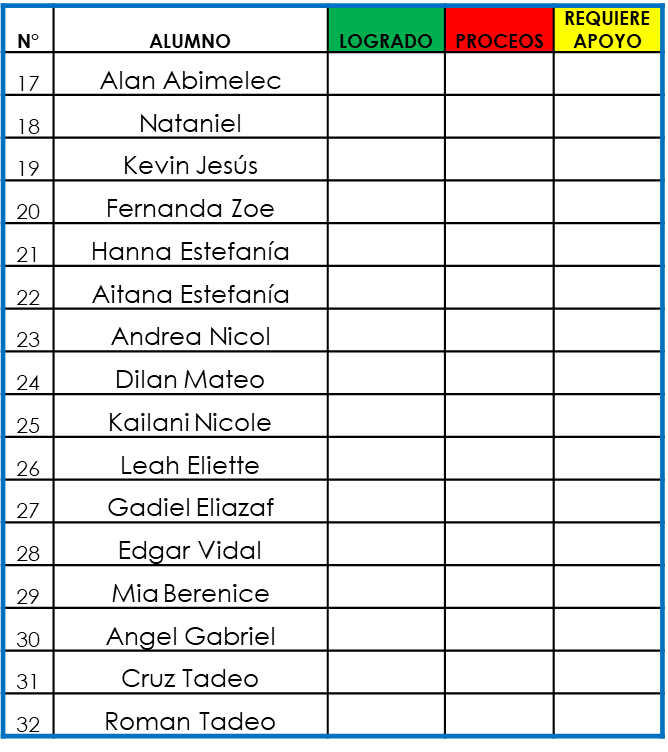 N° ALUMNO LOGRADO PROCEOS REQUIERE APOYO
17 Alan Abimelec
18 Nataniel
19 Kevin Jesús
20 Fernanda Zoe
21 Hanna Estefanía
22 Aitana Estefanía
23 Andrea Nicol
24 Dilan Mateo
25 Kailani Nicole
26 Leah Eliette
27 Gadiel Eliazaf
28 Edgar Vidal
29 Mia Berenice
30 Angel Gabriel
31 Cruz Tadeo
32 Roman Tadeo